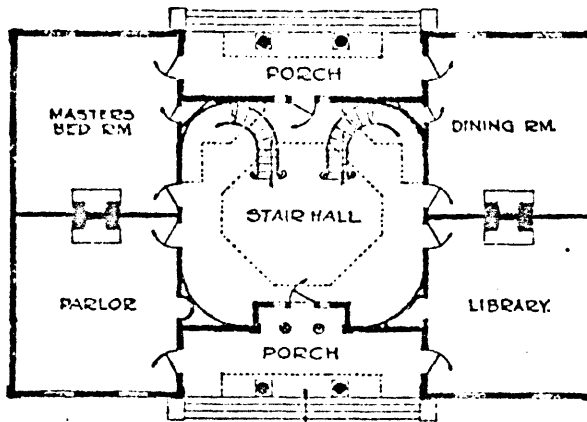 PORCH
MASTERS
BED RM
DINING RM.
STAIR HALL
PARLOR
LIBRARY.
PORCH